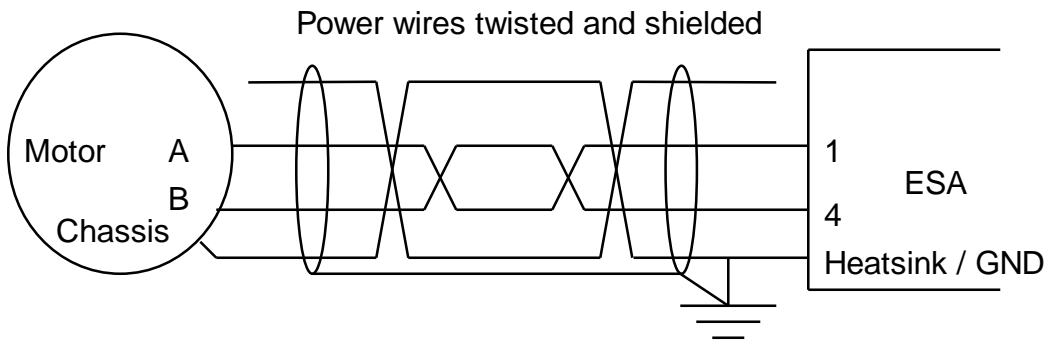 Power wires twisted and shielded
Motor A
B
Chassis
1
4
ESA
Heatsink / GND